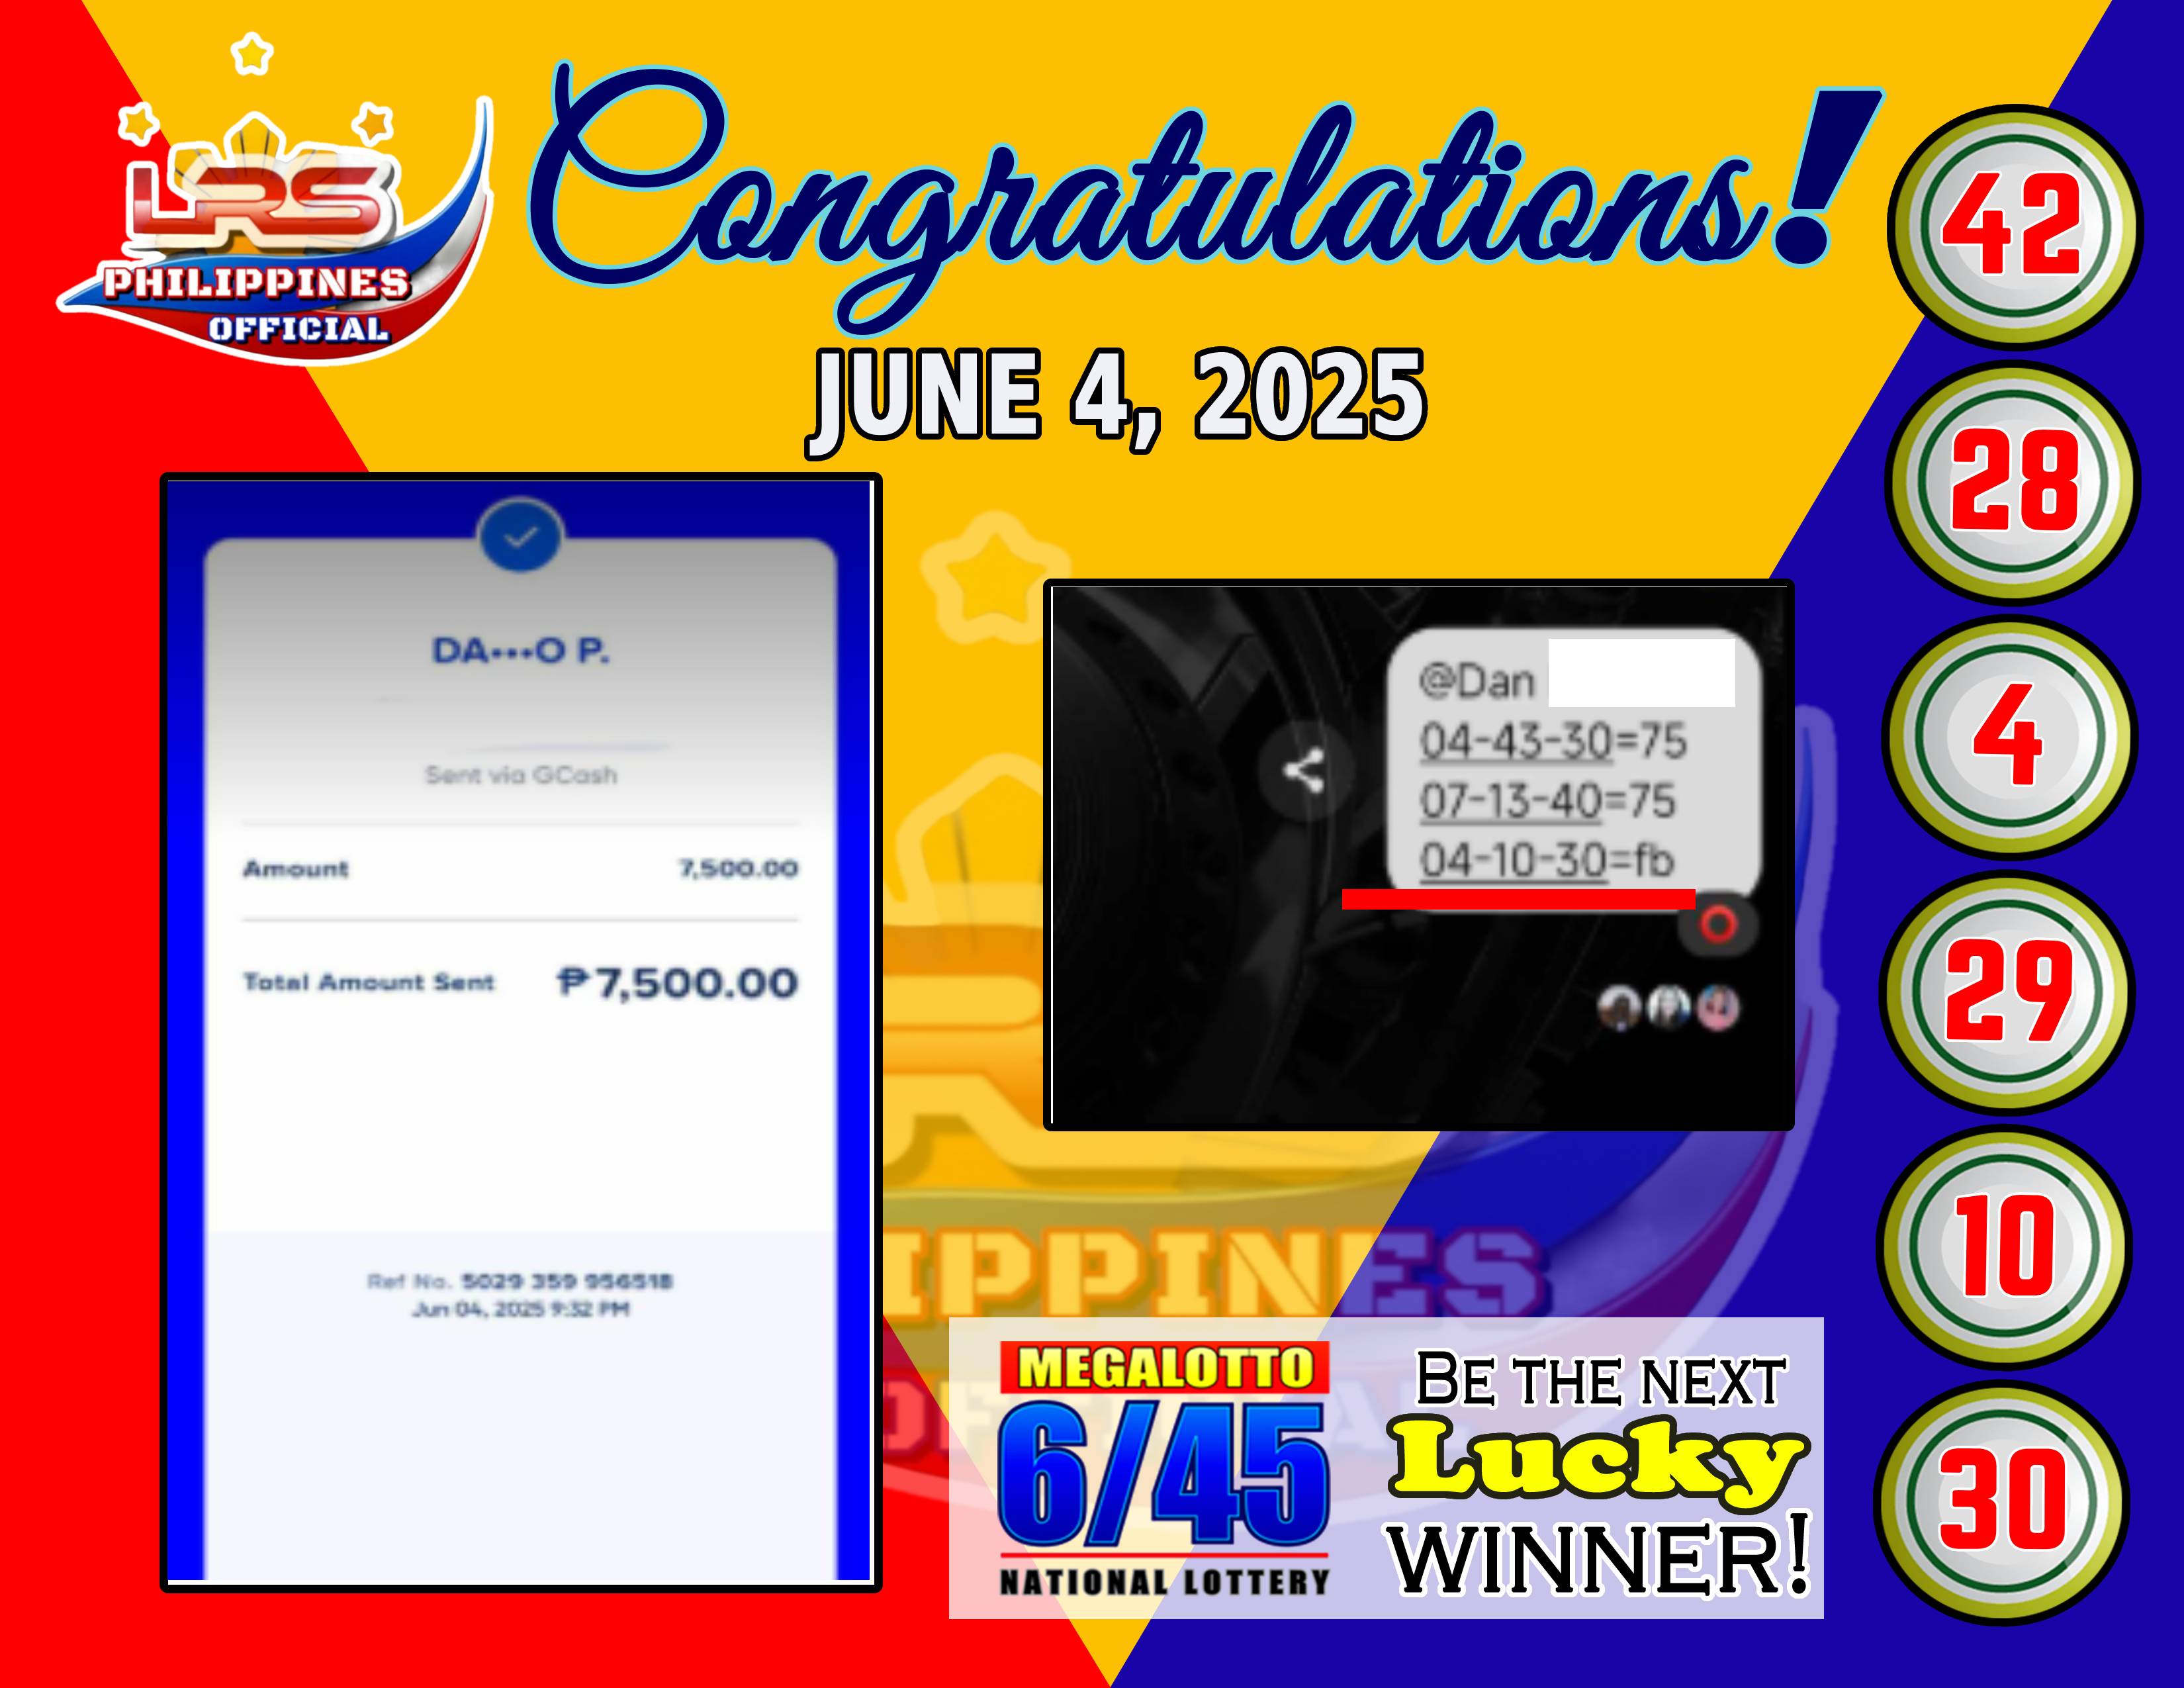 LRS
PHILIPPINES
OFFICIAL
Congratulations!
JUNE 4, 2025
DA•••O P.
Sent via GCash
Amount 7,500.00
Total Amount Sent ₱7,500.00
Ref No. 5029 359 956518
Jun 04, 2025 9:32 PM
@Dan
04-43-30=75
07-13-40=75
04-10-30=fb
IPPINES
MEGALOTTO
6/45
NATIONAL LOTTERY
BE THE NEXT
Lucky
WINNER!
42
28
4
29
10
30